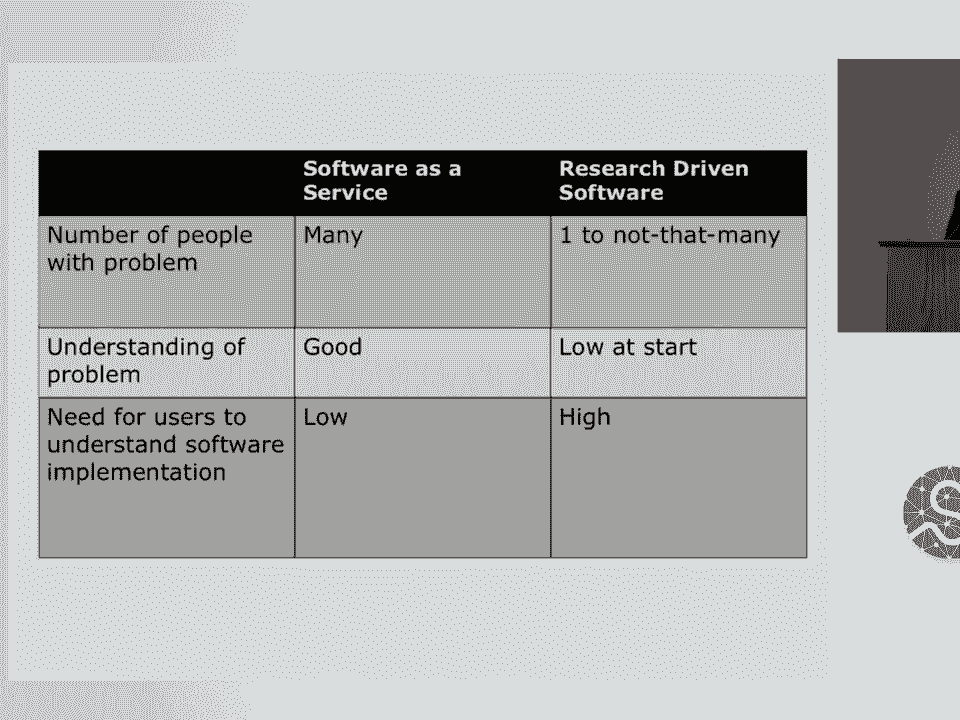 Software as a
Service
Research Driven
Software
Number of people
with problem
Many
1 to not-that-many
Understanding of
problem
Good
Low at start
Need for users to
understand software
implementation
Low
High